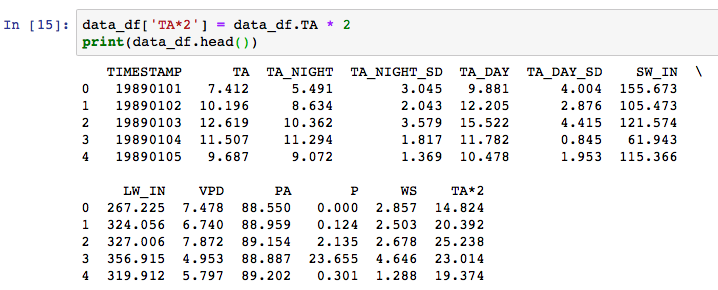 In [15]: data_df['TA*2'] = data_df.TA * 2
print(data_df.head())
TIMESTAMP TA TA_NIGHT TA_NIGHT_SD TA_DAY TA_DAY_SD SW_IN \
0 19890101 7.412 5.491 3.045 9.881 4.004 155.673
1 19890102 10.196 8.634 2.043 12.205 2.876 105.473
2 19890103 12.619 10.362 3.579 15.522 4.415 121.574
3 19890104 11.507 11.294 1.817 11.782 0.845 61.943
4 19890105 9.687 9.072 1.369 10.478 1.953 115.366
LW_IN VPD PA P WS TA*2
0 267.225 7.478 88.550 0.000 2.857 14.824
1 324.056 6.740 88.959 0.124 2.503 20.392
2 327.006 7.872 89.154 2.135 2.678 25.238
3 356.915 4.953 88.887 23.655 4.646 23.014
4 319.912 5.797 89.202 0.301 1.288 19.374